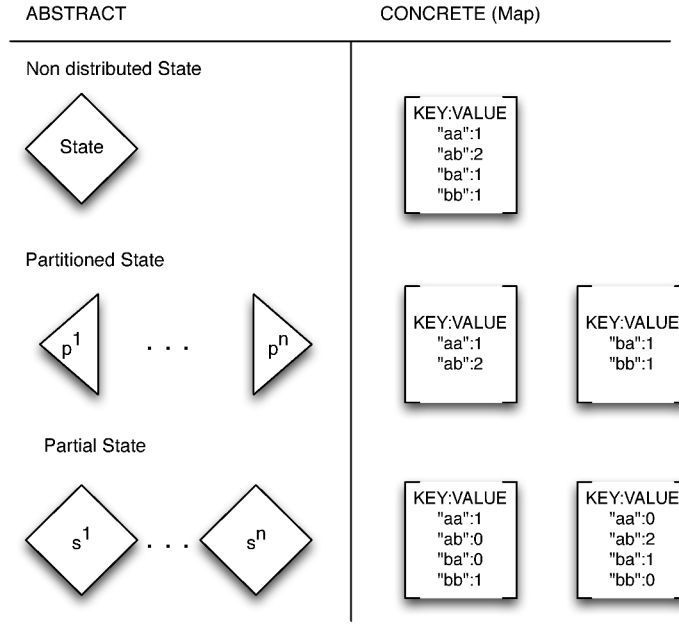 ABSTRACT CONCRETE (Map)
Non distributed State
State
KEY:VALUE
"aa":1
"ab":2
"ba":1
"bb":1
Partitioned State
p1 . . . pn
KEY:VALUE
"aa":1
"ab":2
KEY:VALUE
"ba":1
"bb":1
Partial State
s1 . . . sn
KEY:VALUE
"aa":1
"ab":0
"ba":0
"bb":1
KEY:VALUE
"aa":0
"ab":2
"ba":1
"bb":0